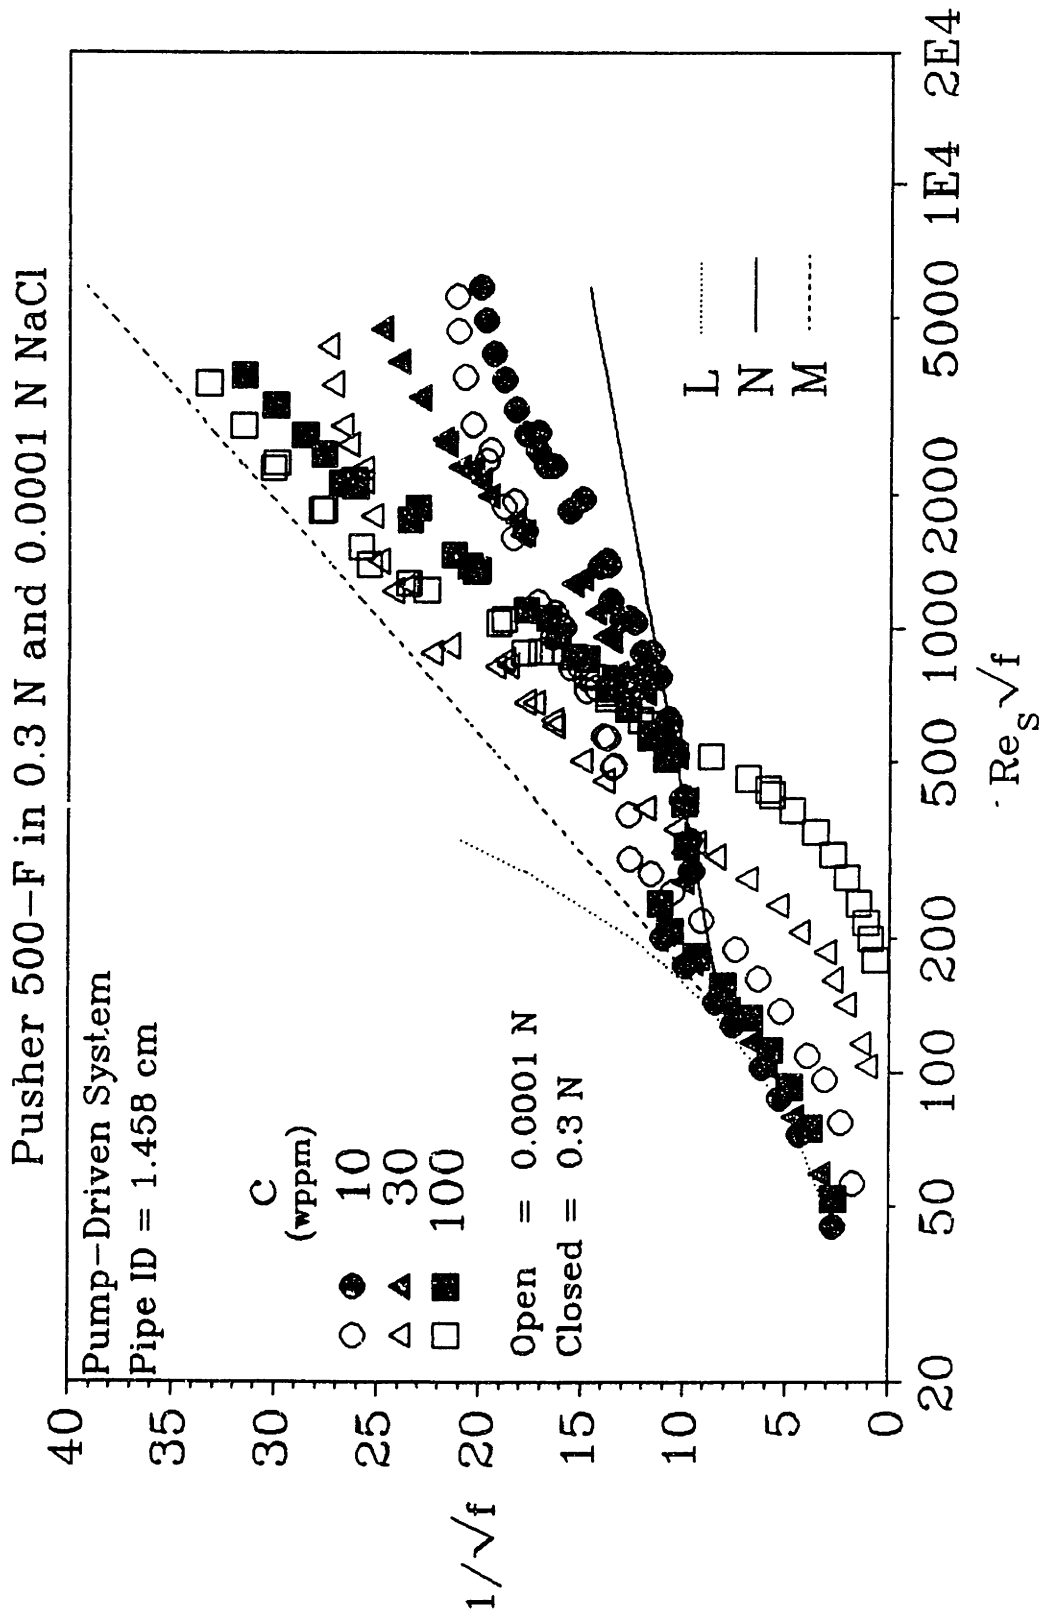 Pusher 500-F in 0.3 N and 0.0001 N NaCl
Pump-Driven System
Pipe ID = 1.458 cm
C
(wppm)
10
30
100
Open = 0.0001 N
Closed = 0.3 N
L
N
M
40
35
30
25
20
15
10
5
0
1/√f
20
50
100
200
500
1000
2000
5000
1E4
2E4
Re_S√f